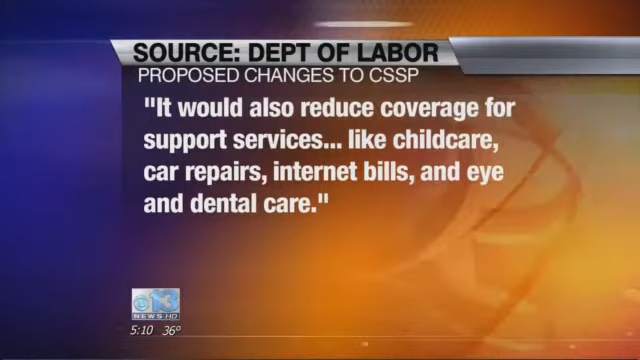 SOURCE: DEPT OF LABOR
PROPOSED CHANGES TO CSSP
"It would also reduce coverage for
support services... like childcare,
car repairs, internet bills, and eye
and dental care."
13
NEWS HD
5:10 36°